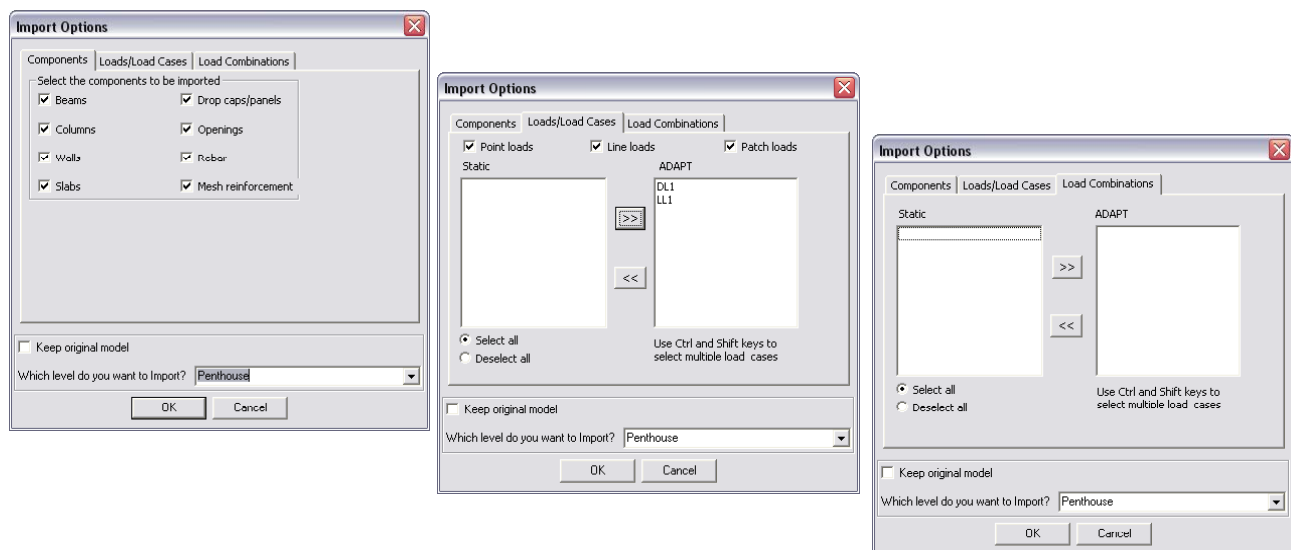 Import Options
Components Loads/Load Cases Load Combinations
Select the components to be imported
Beams Drop caps/panels
Columns Openings
Walls Rebar
Slabs Mesh reinforcement
Keep original model
Which level do you want to Import? Penthouse
OK Cancel
Import Options
Components Loads/Load Cases Load Combinations
Point loads Line loads Patch loads
Static ADAPT
DL1
LL1
>>
<<
Select all
Deselect all
Use Ctrl and Shift keys to
select multiple load cases
Keep original model
Which level do you want to Import? Penthouse
OK Cancel
Import Options
Components Loads/Load Cases Load Combinations
Static ADAPT
>>
<<
Select all
Deselect all
Use Ctrl and Shift keys to
select multiple load cases
Keep original model
Which level do you want to Import? Penthouse
OK Cancel